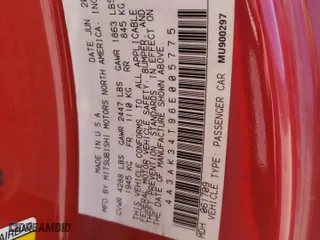 DATE JUN
MADE IN U S A
BY MITSUBISHI MOTORS NORTH AMERICA, INC
GVWR 4288 LBS GAWR 2447 LBS GAWR 1863 LBS
1945 KG FR 1110 KG RR 845 KG
THIS VEHICLE CONFORMS TO ALL APPLICABLE
FEDERAL MOTOR VEHICLE SAFETY, BUMPER AND
THEFT PREVENTION STANDARDS IN EFFECT ON
THE DATE OF MANUFACTURE SHOWN ABOVE
4A3AK34T96E005775
MDH 061709
VEHICLE TYPE: PASSENGER CAR MU900297
AIRBAG